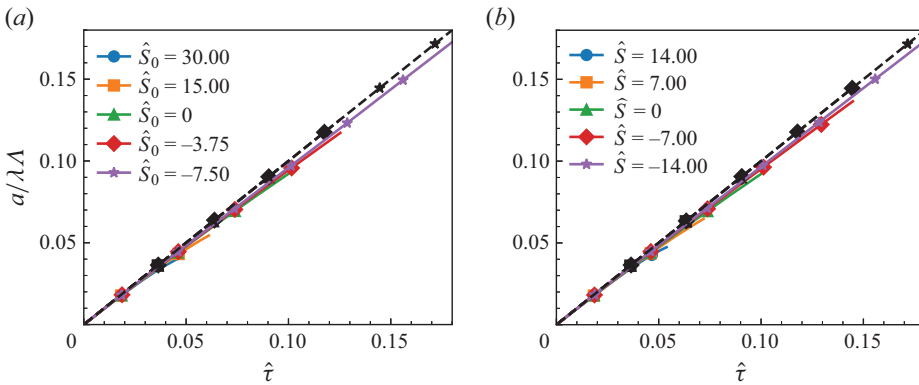 (a)
(b)
0.15
Ŝ₀ = 30.00
Ŝ₀ = 15.00
Ŝ₀ = 0
Ŝ₀ = –3.75
Ŝ₀ = –7.50
0.10
0.05
a/λΛ
0
0.05
0.10
0.15
τ̂
0.15
Ŝ = 14.00
Ŝ = 7.00
Ŝ = 0
Ŝ = –7.00
Ŝ = –14.00
0.10
0.05
0
0.05
0.10
0.15
τ̂